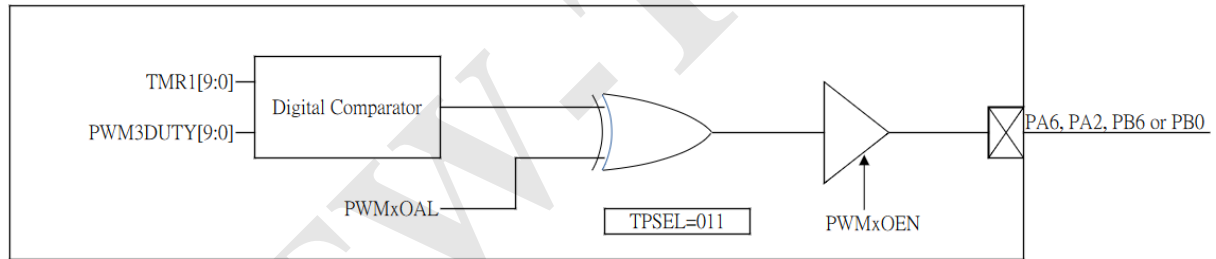 TMR1[9:0]
Digital Comparator
PWM3DUTY[9:0]
PA6, PA2, PB6 or PB0
PWMxOAL
TPSEL=011
PWMxOEN